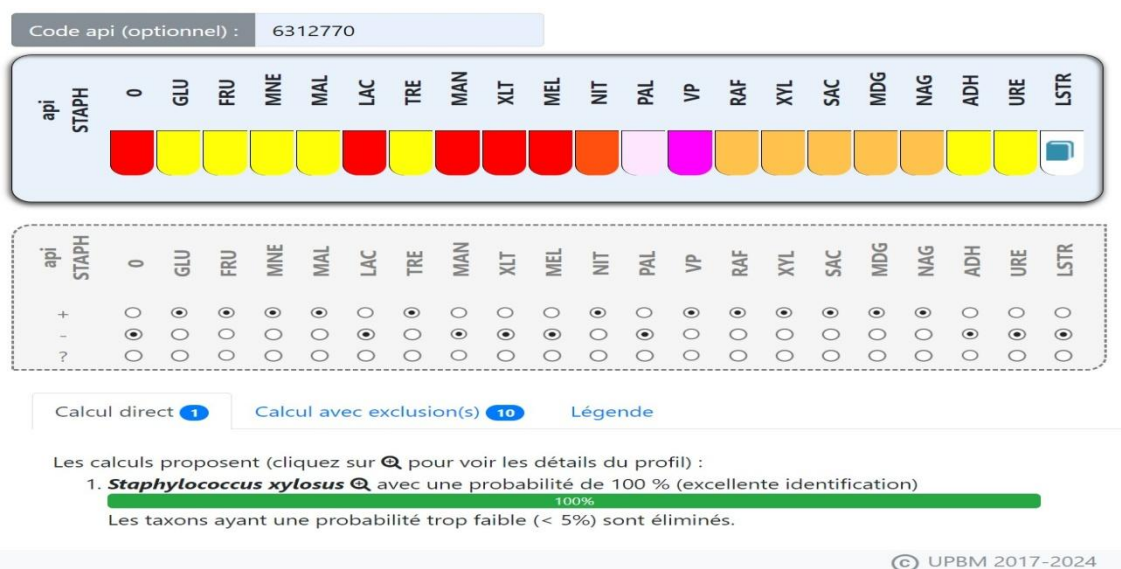 Code api (optionnel) : 6312770
api STAPH 0 GLU FRU MNE MAL LAC TRE MAN XLT MEL NIT PAL VP RAF XYL SAC MDG NAG ADH URE LSTR
api STAPH 0 GLU FRU MNE MAL LAC TRE MAN XLT MEL NIT PAL VP RAF XYL SAC MDG NAG ADH URE LSTR
+
-
?
Calcul direct 1 Calcul avec exclusion(s) 10 Légende
Les calculs proposent (cliquez sur pour voir les détails du profil) :
1. Staphylococcus xylosus avec une probabilité de 100 % (excellente identification)
100%
Les taxons ayant une probabilité trop faible (< 5%) sont éliminés.
© UPBM 2017-2024